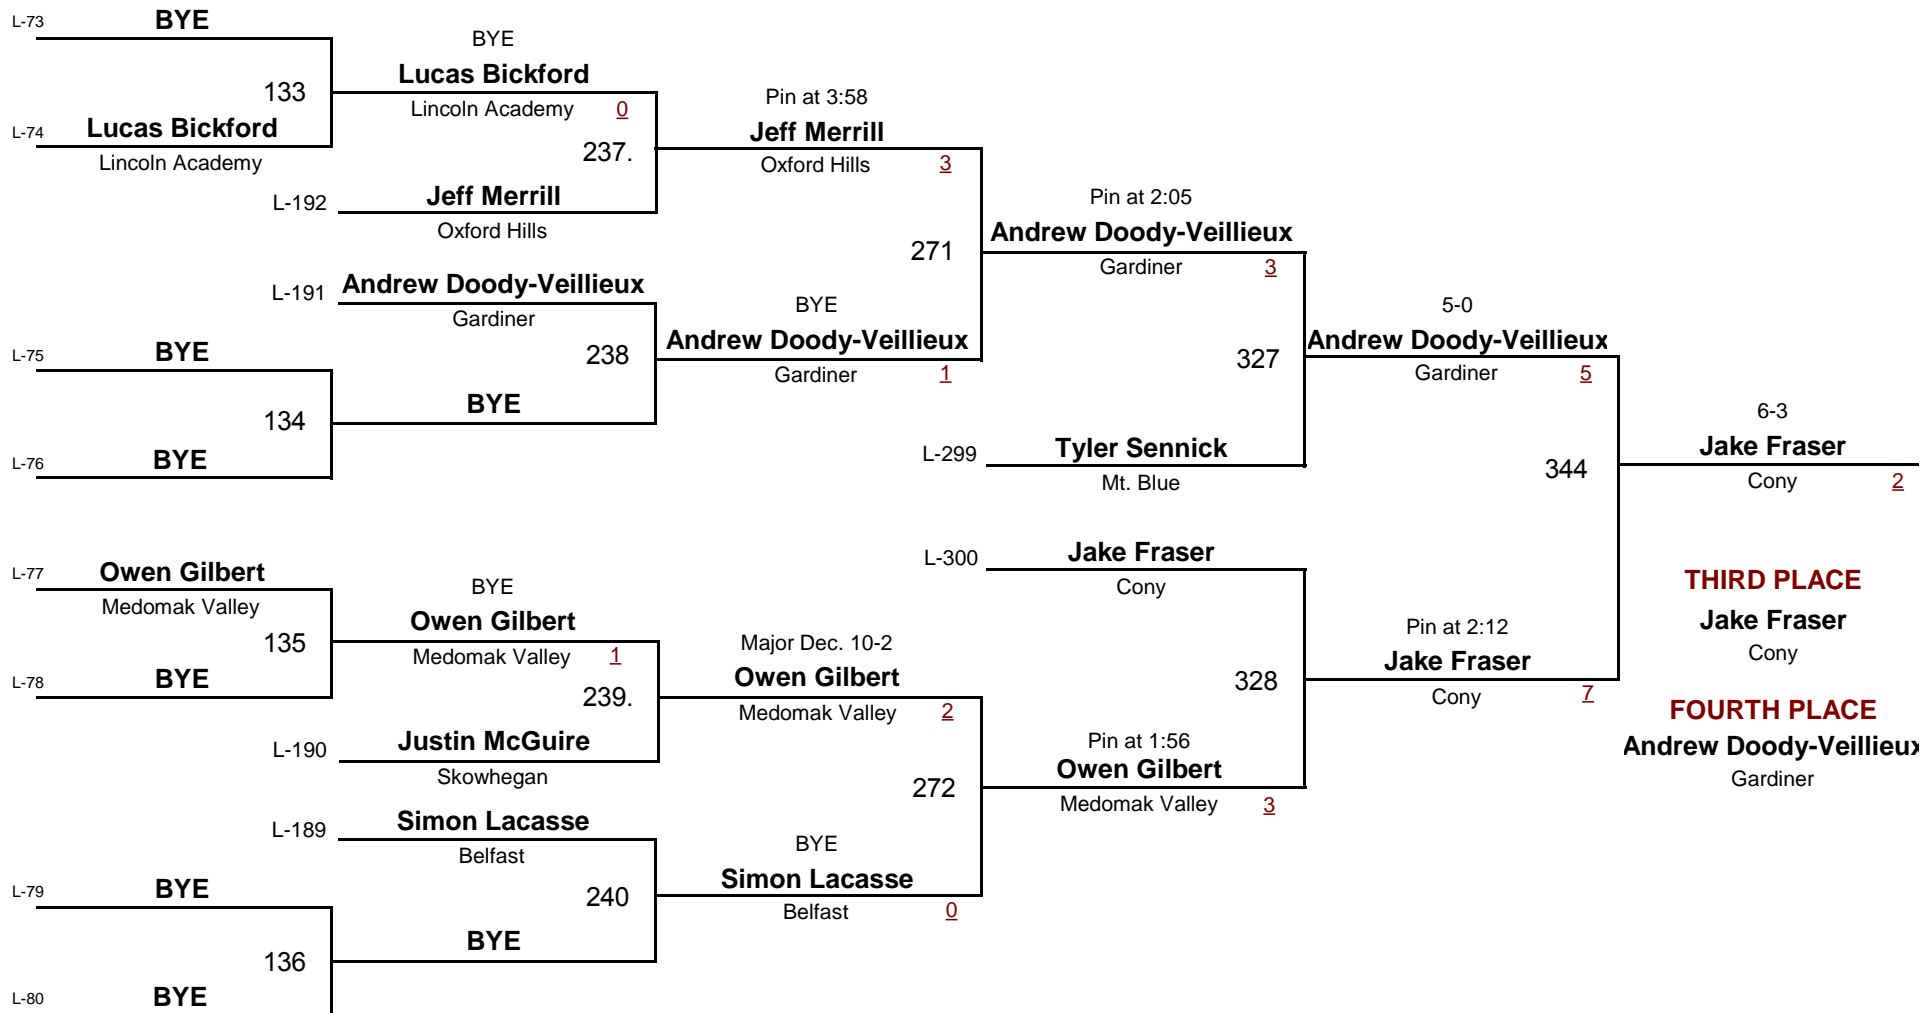 L-73 BYE
BYE
Lucas Bickford
133
Lincoln Academy 0
Pin at 3:58
L-74 Lucas Bickford
Lincoln Academy
Jeff Merrill
237.
Oxford Hills 3
L-192 Jeff Merrill
Oxford Hills
Pin at 2:05
Andrew Doody-Veillieux
271
Gardiner 3
L-191 Andrew Doody-Veillieux
Gardiner
BYE
5-0
Andrew Doody-Veillieux
Andrew Doody-Veillieux
L-75 BYE
238
327
Gardiner 1
Gardiner 5
BYE
134
6-3
L-76 BYE
L-299 Tyler Sennick
Mt. Blue
Jake Fraser
344
Cony 2
L-300 Jake Fraser
Cony
L-77 Owen Gilbert
Medomak Valley
BYE
THIRD PLACE
Jake Fraser
Cony
Owen Gilbert
135
Medomak Valley 1
Major Dec. 10-2
Pin at 2:12
Jake Fraser
Cony 7
L-78 BYE
Owen Gilbert
328
239.
Medomak Valley 2
FOURTH PLACE
Andrew Doody-Veillieux
Gardiner
L-190 Justin McGuire
Skowhegan
Pin at 1:56
Owen Gilbert
272
Medomak Valley 3
L-189 Simon Lacasse
Belfast
BYE
Simon Lacasse
L-79 BYE
240
Belfast 0
BYE
136
L-80 BYE